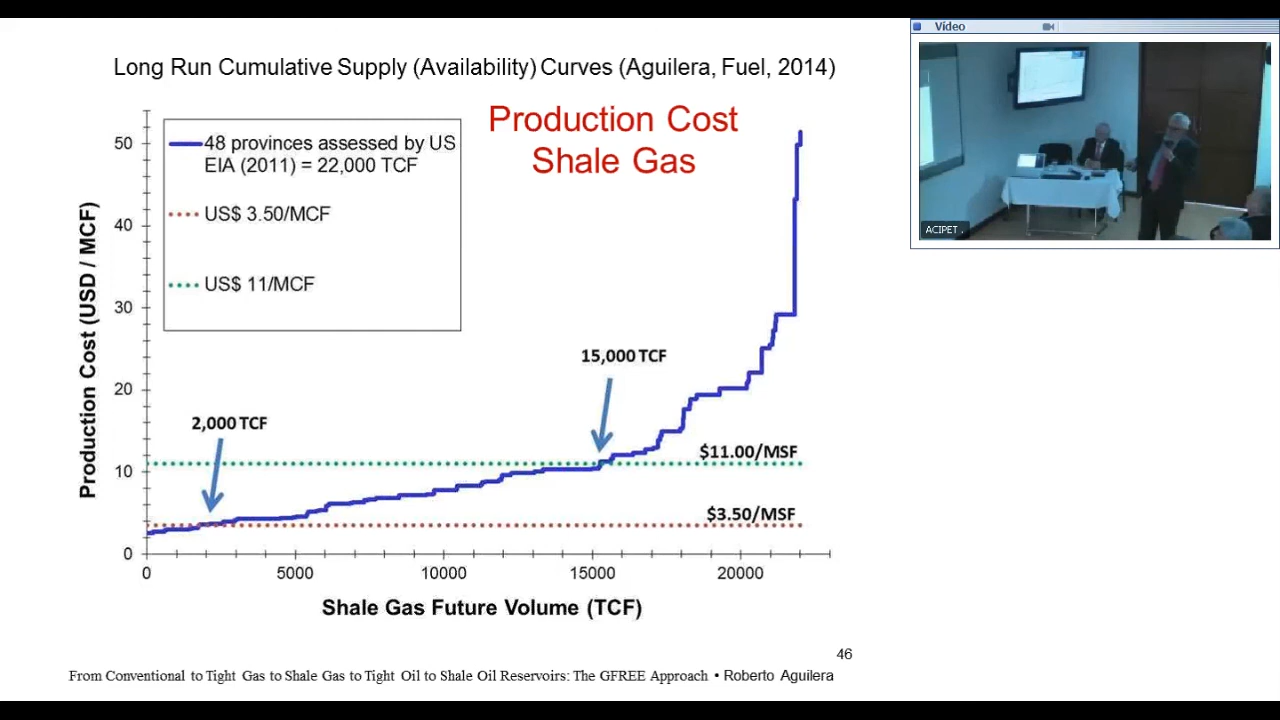 Vídeo
ACIPET .
Long Run Cumulative Supply (Availability) Curves (Aguilera, Fuel, 2014)
Production Cost
Shale Gas
48 provinces assessed by US
EIA (2011) = 22,000 TCF
US$ 3.50/MCF
US$ 11/MCF
Production Cost (USD / MCF)
50
40
30
20
10
0
15,000 TCF
2,000 TCF
$11.00/MSF
$3.50/MSF
0 5000 10000 15000 20000
Shale Gas Future Volume (TCF)
46
From Conventional to Tight Gas to Shale Gas to Tight Oil to Shale Oil Reservoirs: The GFREE Approach • Roberto Aguilera